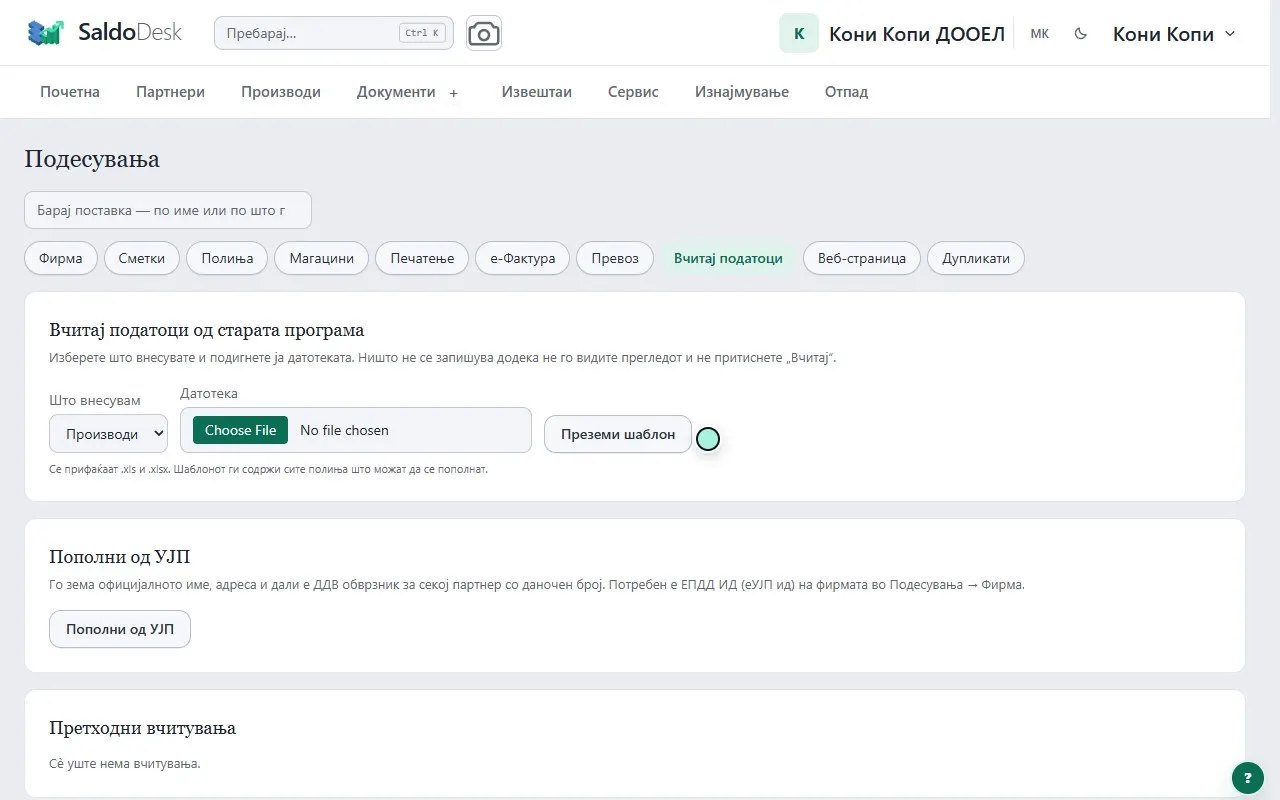 SaldoDesk
Пребарај...
Ctrl K
К
Кони Копи ДООЕЛ
МК
Кони Копи
Почетна
Партнери
Производи
Документи +
Извештаи
Сервис
Изнајмување
Отпад
Подесувања
Барај поставка — по име или по што г
Фирма
Сметки
Полиња
Магацини
Печатење
е-Фактура
Превоз
Вчитај податоци
Веб-страница
Дупликати
Вчитај податоци од старата програма
Изберете што внесувате и подигнете ја датотеката. Ништо не се запишува додека не го видите прегледот и не притиснете „Вчитај“.
Што внесувам
Датотека
Производи
Choose File No file chosen
Преземи шаблон
Се прифаќаат .xls и .xlsx. Шаблонот ги содржи сите полиња што можат да се пополнат.
Пополни од УЈП
Го зема официјалното име, адреса и дали е ДДВ обврзник за секој партнер со даночен број. Потребен е ЕПДД ИД (еУЈП ид) на фирмата во Подесувања → Фирма.
Пополни од УЈП
Претходни вчитувања
Сѐ уште нема вчитувања.
?